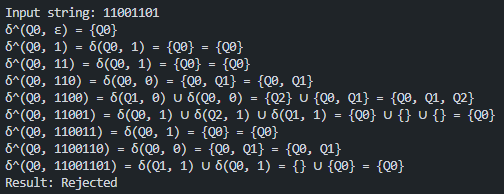 Input string: 11001101
δ^(Q0, ε) = {Q0}
δ^(Q0, 1) = δ(Q0, 1) = {Q0} = {Q0}
δ^(Q0, 11) = δ(Q0, 1) = {Q0} = {Q0}
δ^(Q0, 110) = δ(Q0, 0) = {Q0, Q1} = {Q0, Q1}
δ^(Q0, 1100) = δ(Q1, 0) ∪ δ(Q0, 0) = {Q2} ∪ {Q0, Q1} = {Q0, Q1, Q2}
δ^(Q0, 11001) = δ(Q0, 1) ∪ δ(Q2, 1) ∪ δ(Q1, 1) = {Q0} ∪ {} ∪ {} = {Q0}
δ^(Q0, 110011) = δ(Q0, 1) = {Q0} = {Q0}
δ^(Q0, 1100110) = δ(Q0, 0) = {Q0, Q1} = {Q0, Q1}
δ^(Q0, 11001101) = δ(Q1, 1) ∪ δ(Q0, 1) = {} ∪ {Q0} = {Q0}
Result: Rejected